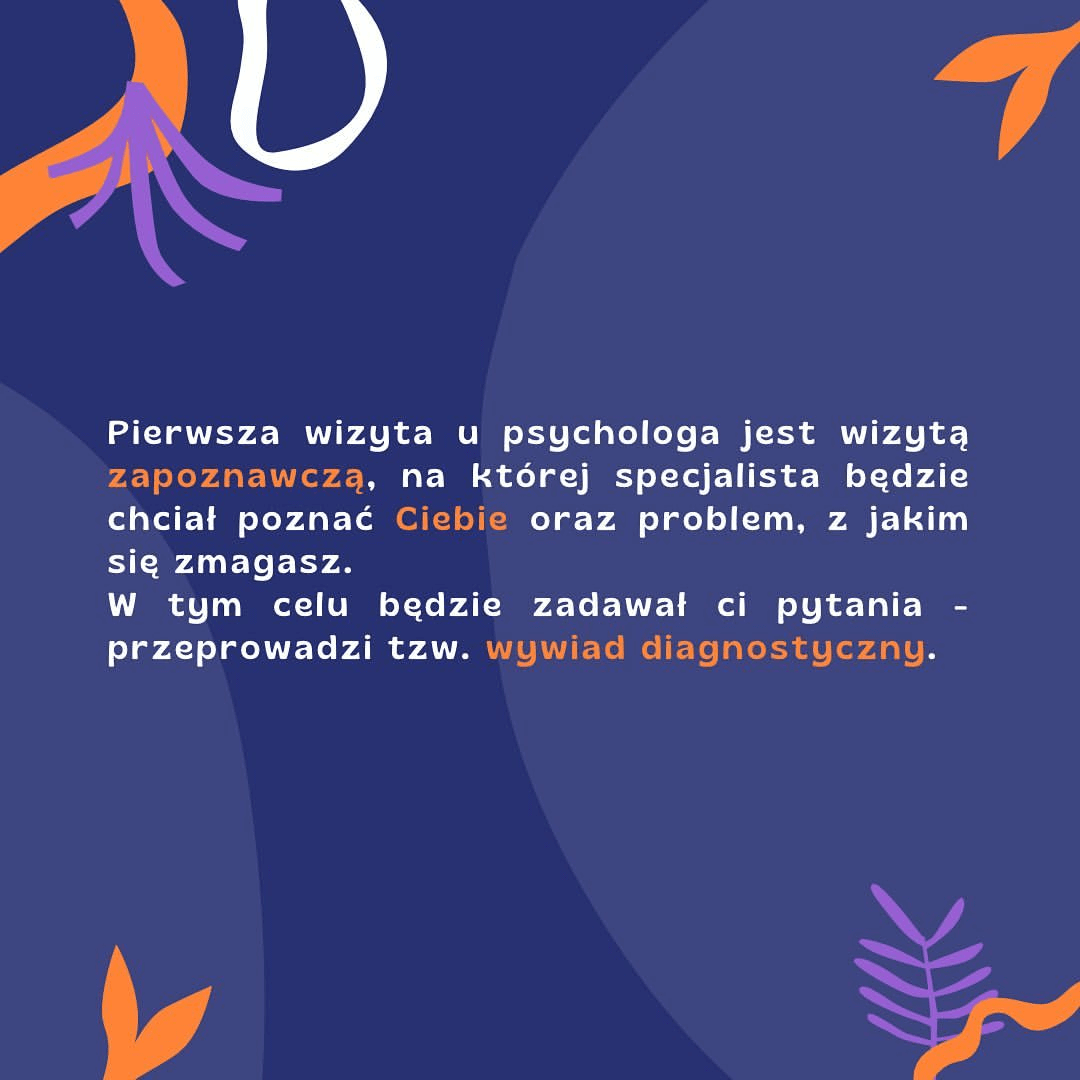 Pierwsza wizyta u psychologa jest wizytą
zapoznawczą, na której specjalista będzie
chciał poznać Ciebie oraz problem, z jakim
się zmagasz.
W tym celu będzie zadawał ci pytania -
przeprowadzi tzw. wywiad diagnostyczny.